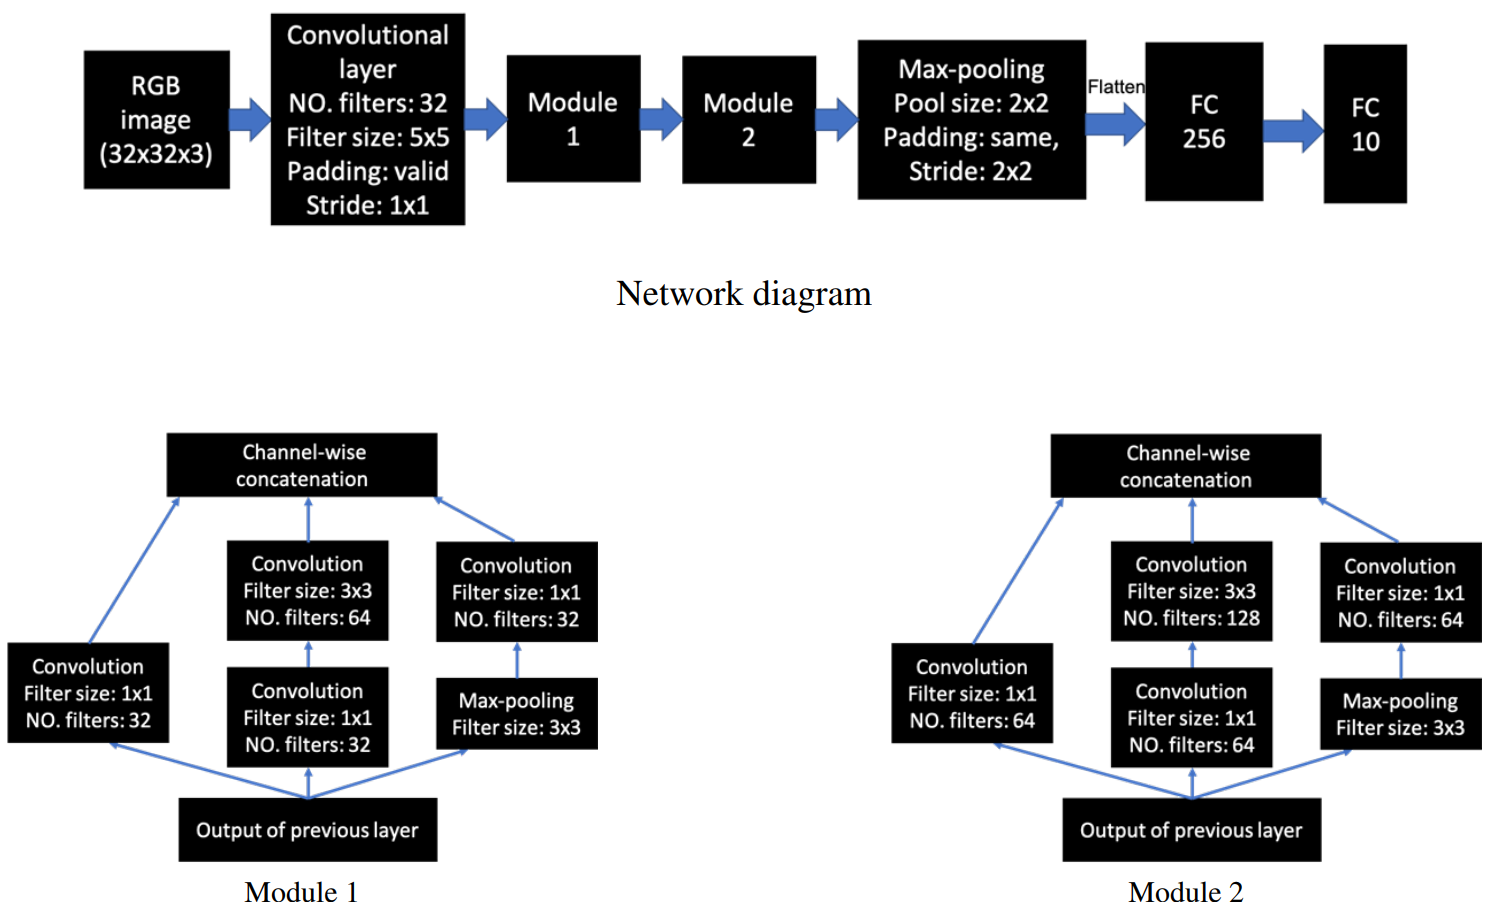 RGB
image
(32x32x3)
Convolutional
layer
NO. filters: 32
Filter size: 5x5
Padding: valid
Stride: 1x1
Module
1
Module
2
Max-pooling
Pool size: 2x2
Padding: same,
Stride: 2x2
Flatten
FC
256
FC
10
Network diagram
Channel-wise
concatenation
Convolution
Filter size: 3x3
NO. filters: 64
Convolution
Filter size: 1x1
NO. filters: 32
Convolution
Filter size: 1x1
NO. filters: 32
Convolution
Filter size: 1x1
NO. filters: 32
Max-pooling
Filter size: 3x3
Output of previous layer
Module 1
Channel-wise
concatenation
Convolution
Filter size: 3x3
NO. filters: 128
Convolution
Filter size: 1x1
NO. filters: 64
Convolution
Filter size: 1x1
NO. filters: 64
Convolution
Filter size: 1x1
NO. filters: 64
Max-pooling
Filter size: 3x3
Output of previous layer
Module 2